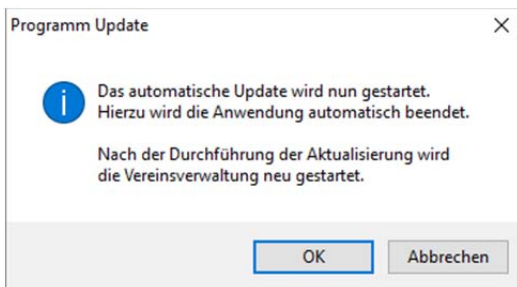 Programm Update
Das automatische Update wird nun gestartet.
Hierzu wird die Anwendung automatisch beendet.
Nach der Durchführung der Aktualisierung wird
die Vereinsverwaltung neu gestartet.
OK
Abbrechen